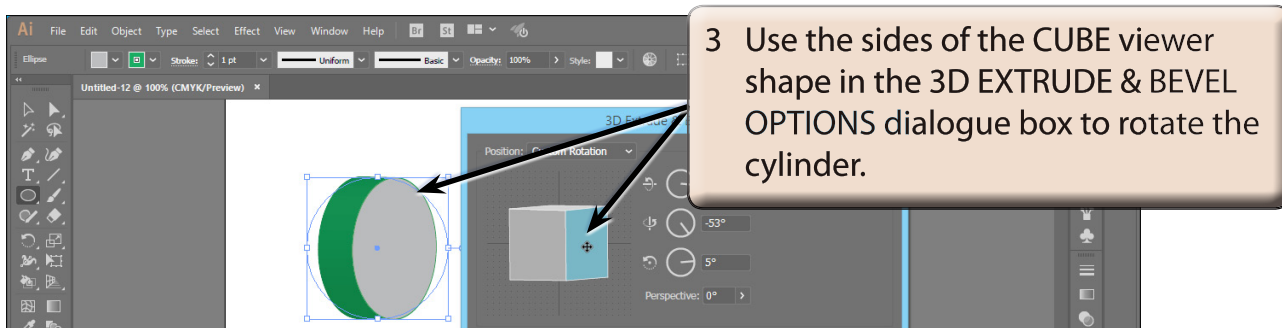 Ai File Edit Object Type Select Effect View Window Help Br St
3 Use the sides of the CUBE viewer
shape in the 3D EXTRUDE & BEVEL
OPTIONS dialogue box to rotate the
cylinder.
Ellipse Stroke: 1 pt Uniform Basic Opacity: 100% Style:
Untitled-12 @ 100% (CMYK/Preview) ×
3D
Position: Rotation
-53°
5°
Perspective: 0°